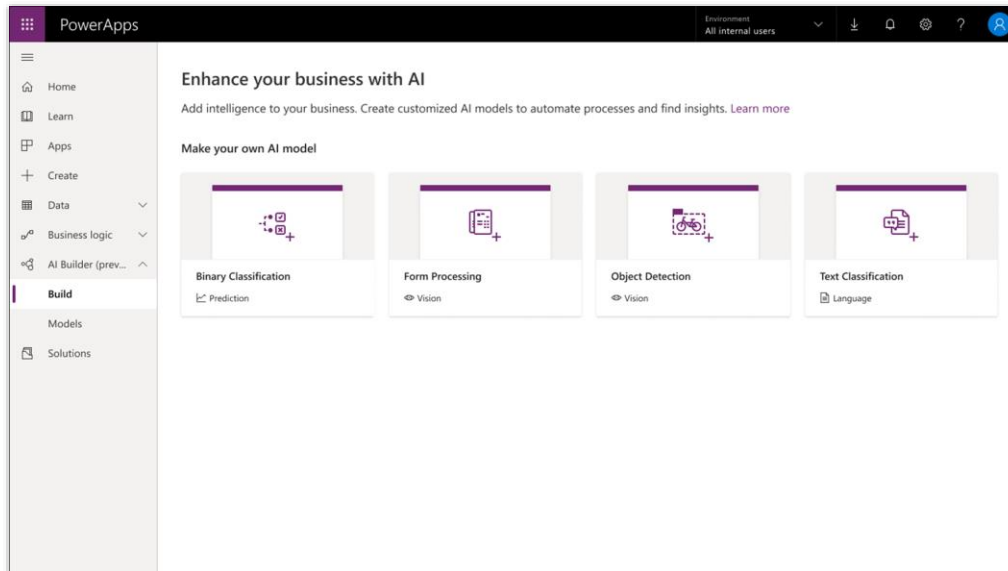 PowerApps
Environment
All internal users
?
Home
Learn
Apps
Create
Data
Business logic
AI Builder (prev...
Build
Models
Solutions
Enhance your business with AI
Add intelligence to your business. Create customized AI models to automate processes and find insights. Learn more
Make your own AI model
Binary Classification
Prediction
Form Processing
Vision
Object Detection
Vision
Text Classification
Language